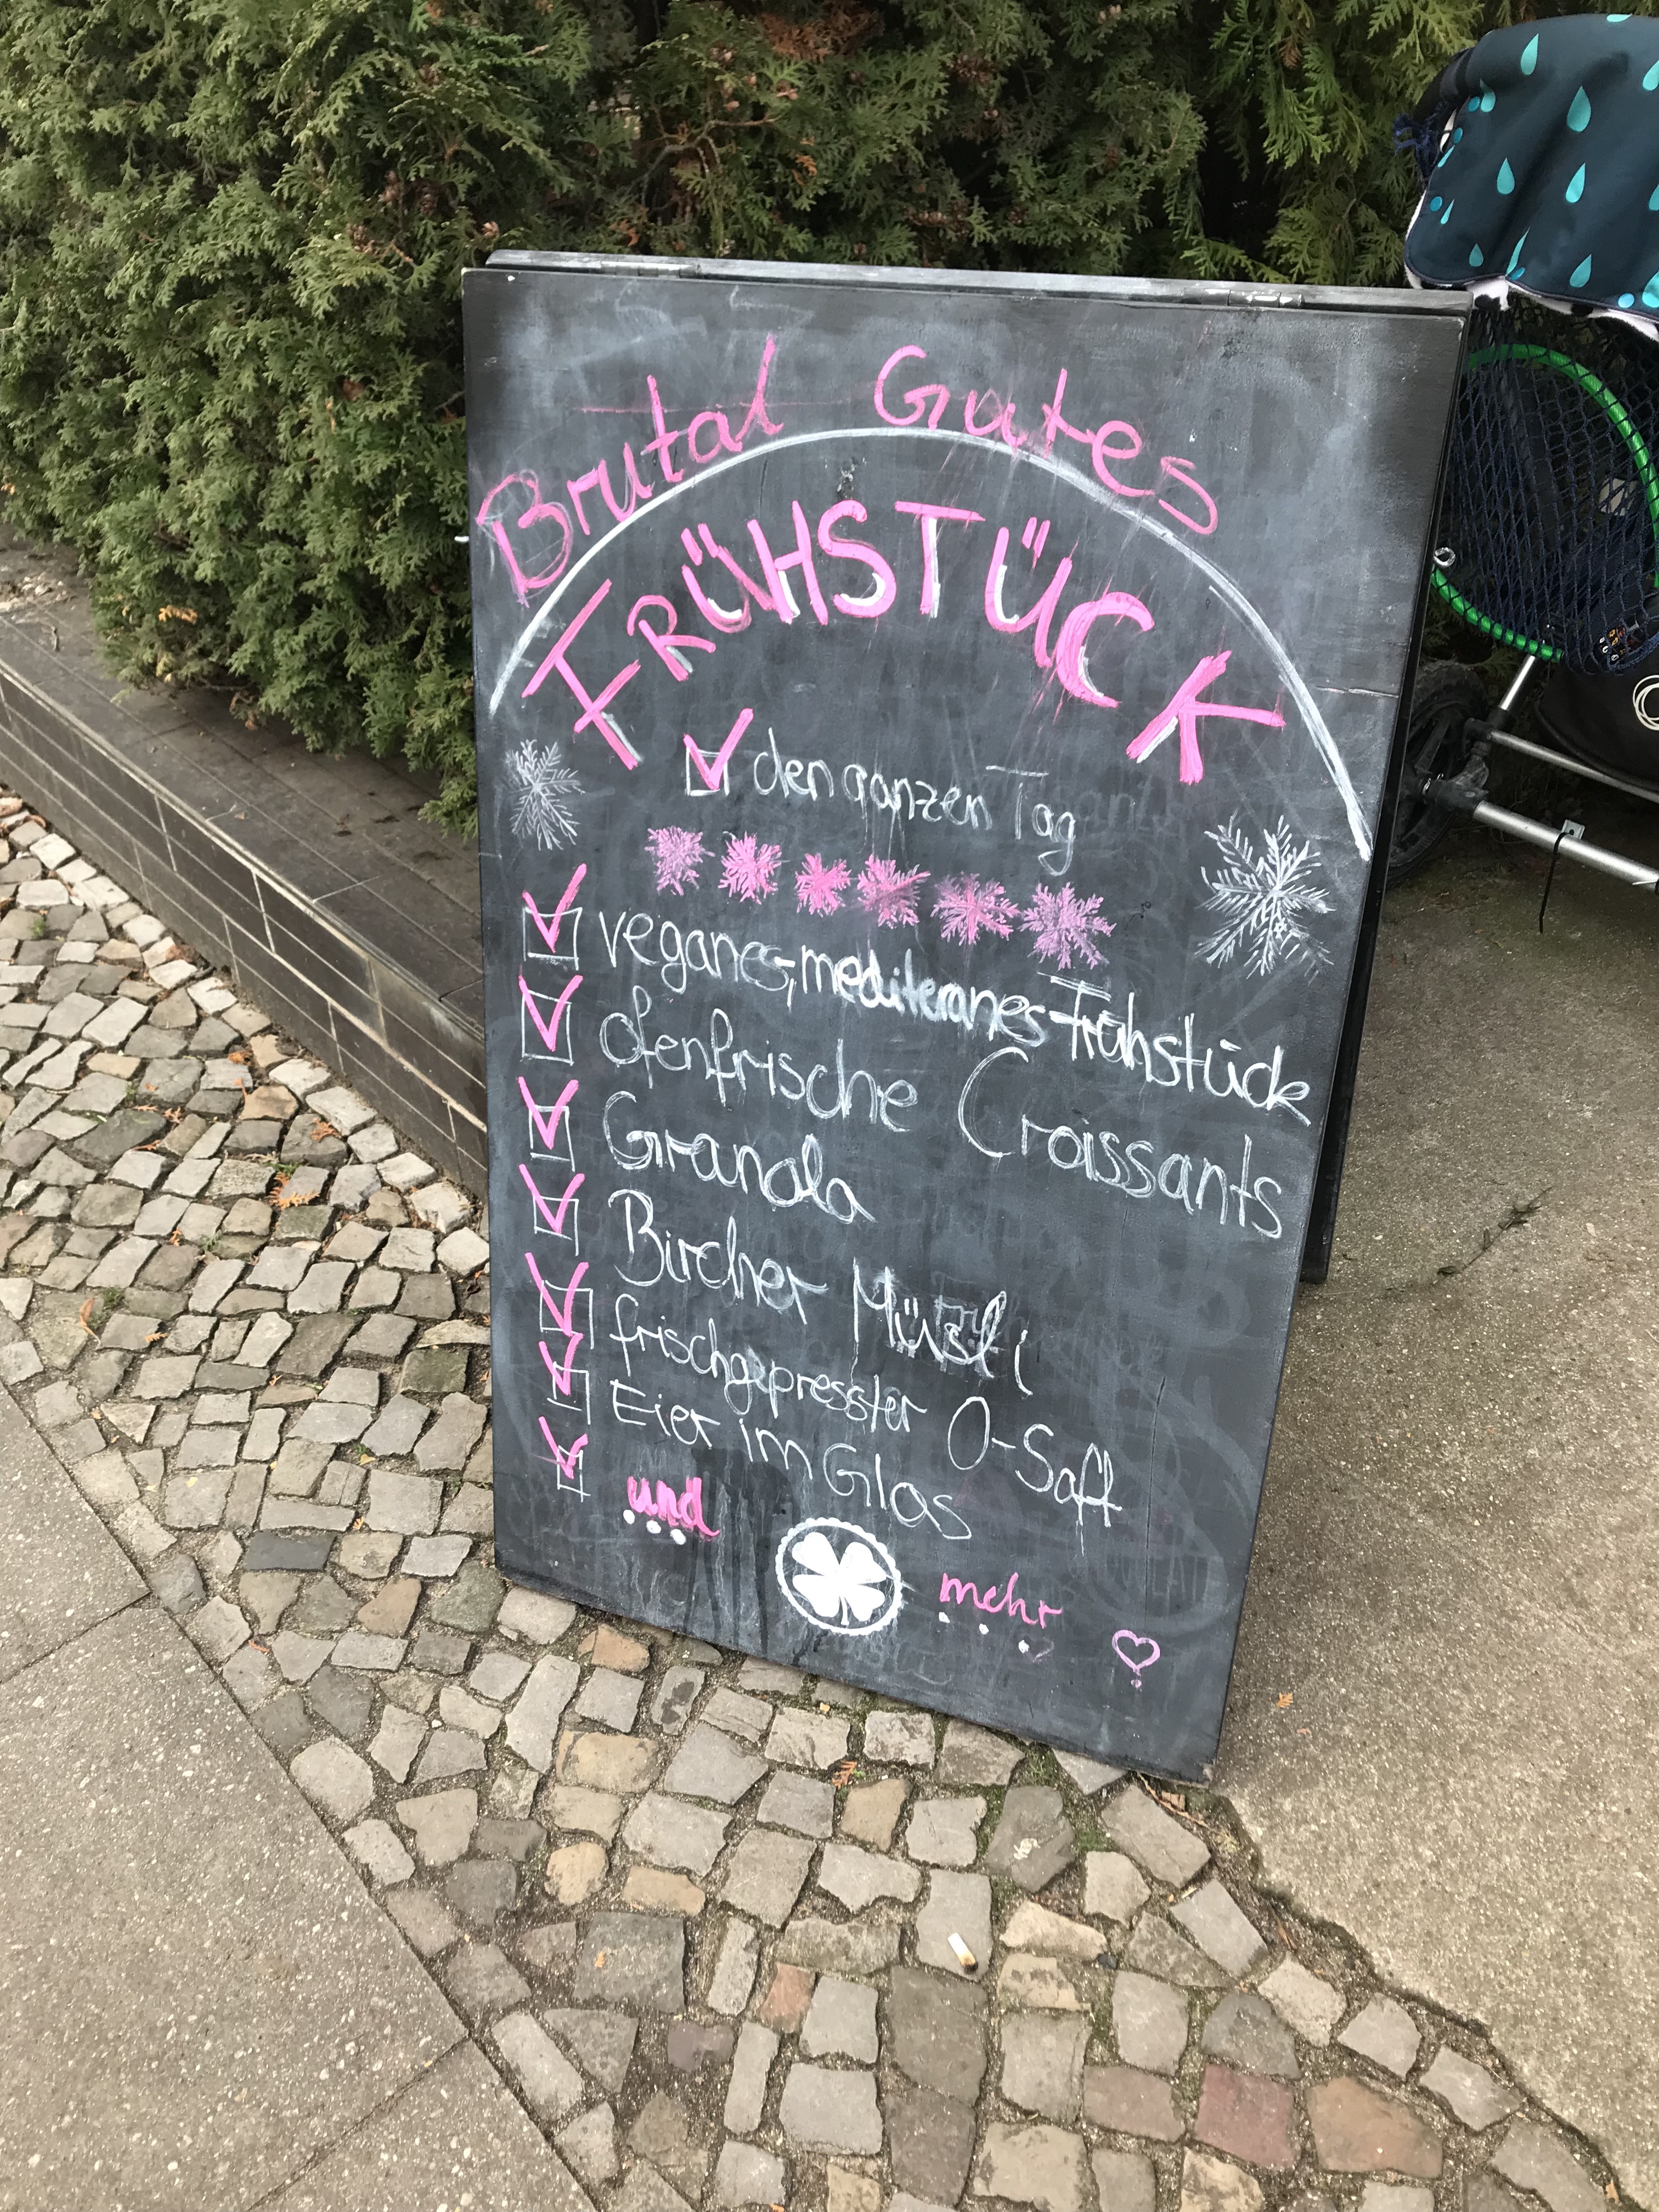 Brutal Gutes
FRÜHSTÜCK
den ganzen Tag
veganes-, mediteranes Frühstück
ofenfrische Croissants
Granola
Bircher Müsli
frischgepresster O-Saft
Eier im Glas
und
...
mehr
...